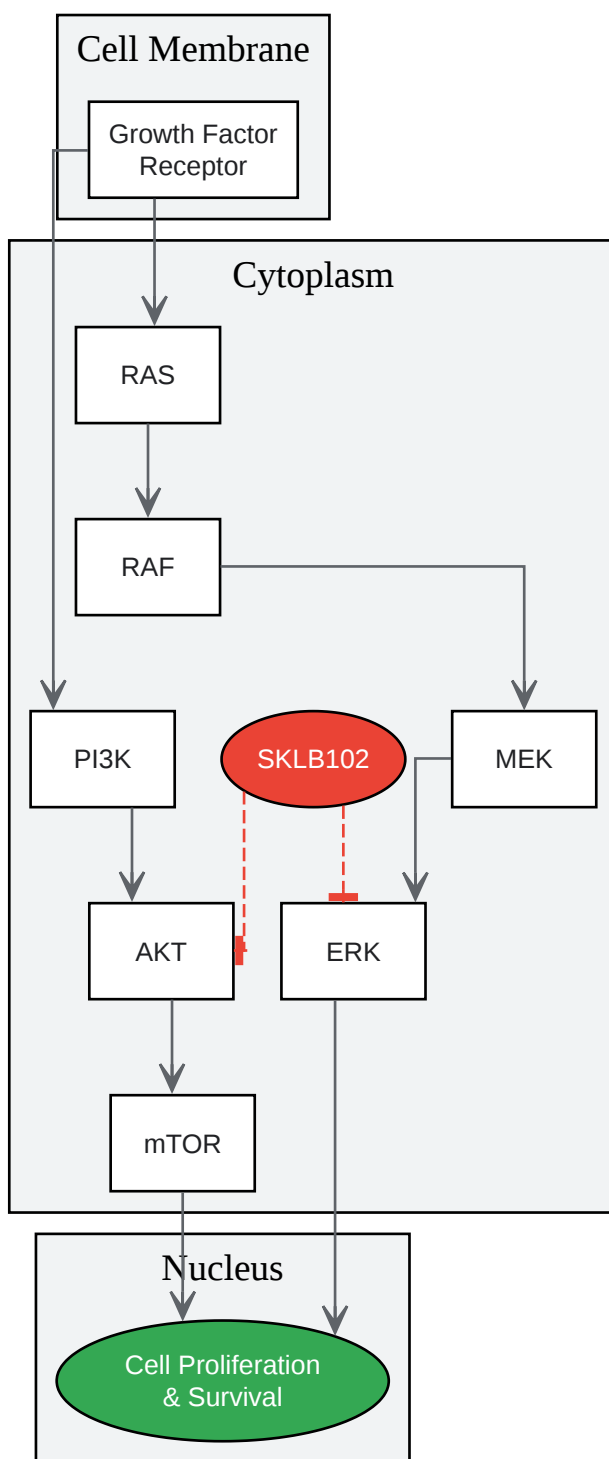 Cell Membrane
Growth Factor
Receptor
Cytoplasm
RAS
RAF
PI3K
SKLB102
MEK
AKT
ERK
mTOR
Nucleus
Cell Proliferation
& Survival